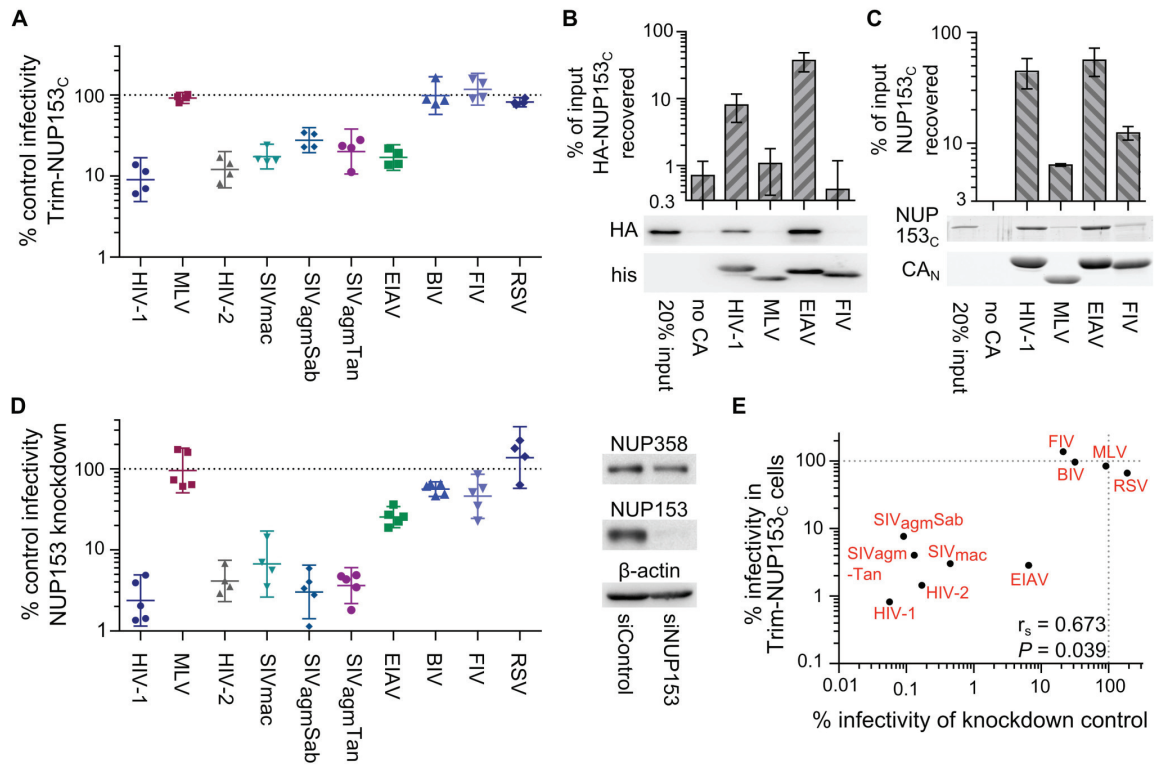 A
% control infectivity
Trim-NUP153C
100
10
1
HIV-1
MLV
HIV-2
SIVmac
SIVagmSab
SIVagmTan
EIAV
BIV
FIV
RSV
B
% of input
HA-NUP153C
recovered
100
10
1
0.3
HA
his
20% input
no CA
HIV-1
MLV
EIAV
FIV
C
% of input
NUP153C
recovered
100
10
3
NUP
153C
CAN
20% input
no CA
HIV-1
MLV
EIAV
FIV
D
% control infectivity
NUP153 knockdown
100
10
1
HIV-1
MLV
HIV-2
SIVmac
SIVagmSab
SIVagmTan
EIAV
BIV
FIV
RSV
NUP358
NUP153
β-actin
siControl
siNUP153
E
% infectivity in
Trim-NUP153C cells
100
10
1
0.1
FIV
MLV
BIV
RSV
SIVagmSab
SIVagm
-Tan
SIVmac
HIV-2
HIV-1
EIAV
rs = 0.673
P = 0.039
0.01
0.1
1
10
100
% infectivity of knockdown control